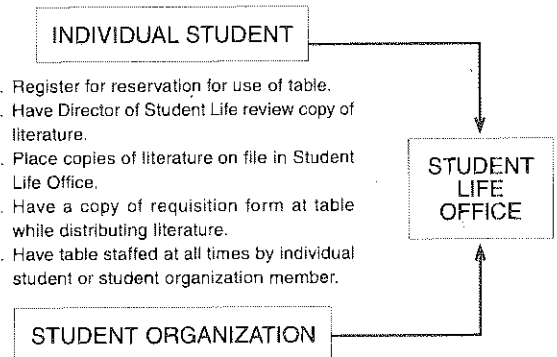 INDIVIDUAL STUDENT
. Register for reservation for use of table.
. Have Director of Student Life review copy of
literature.
. Place copies of literature on file in Student
Life Office.
. Have a copy of requisition form at table
while distributing literature.
. Have table staffed at all times by individual
student or student organization member.
STUDENT
LIFE
OFFICE
STUDENT ORGANIZATION